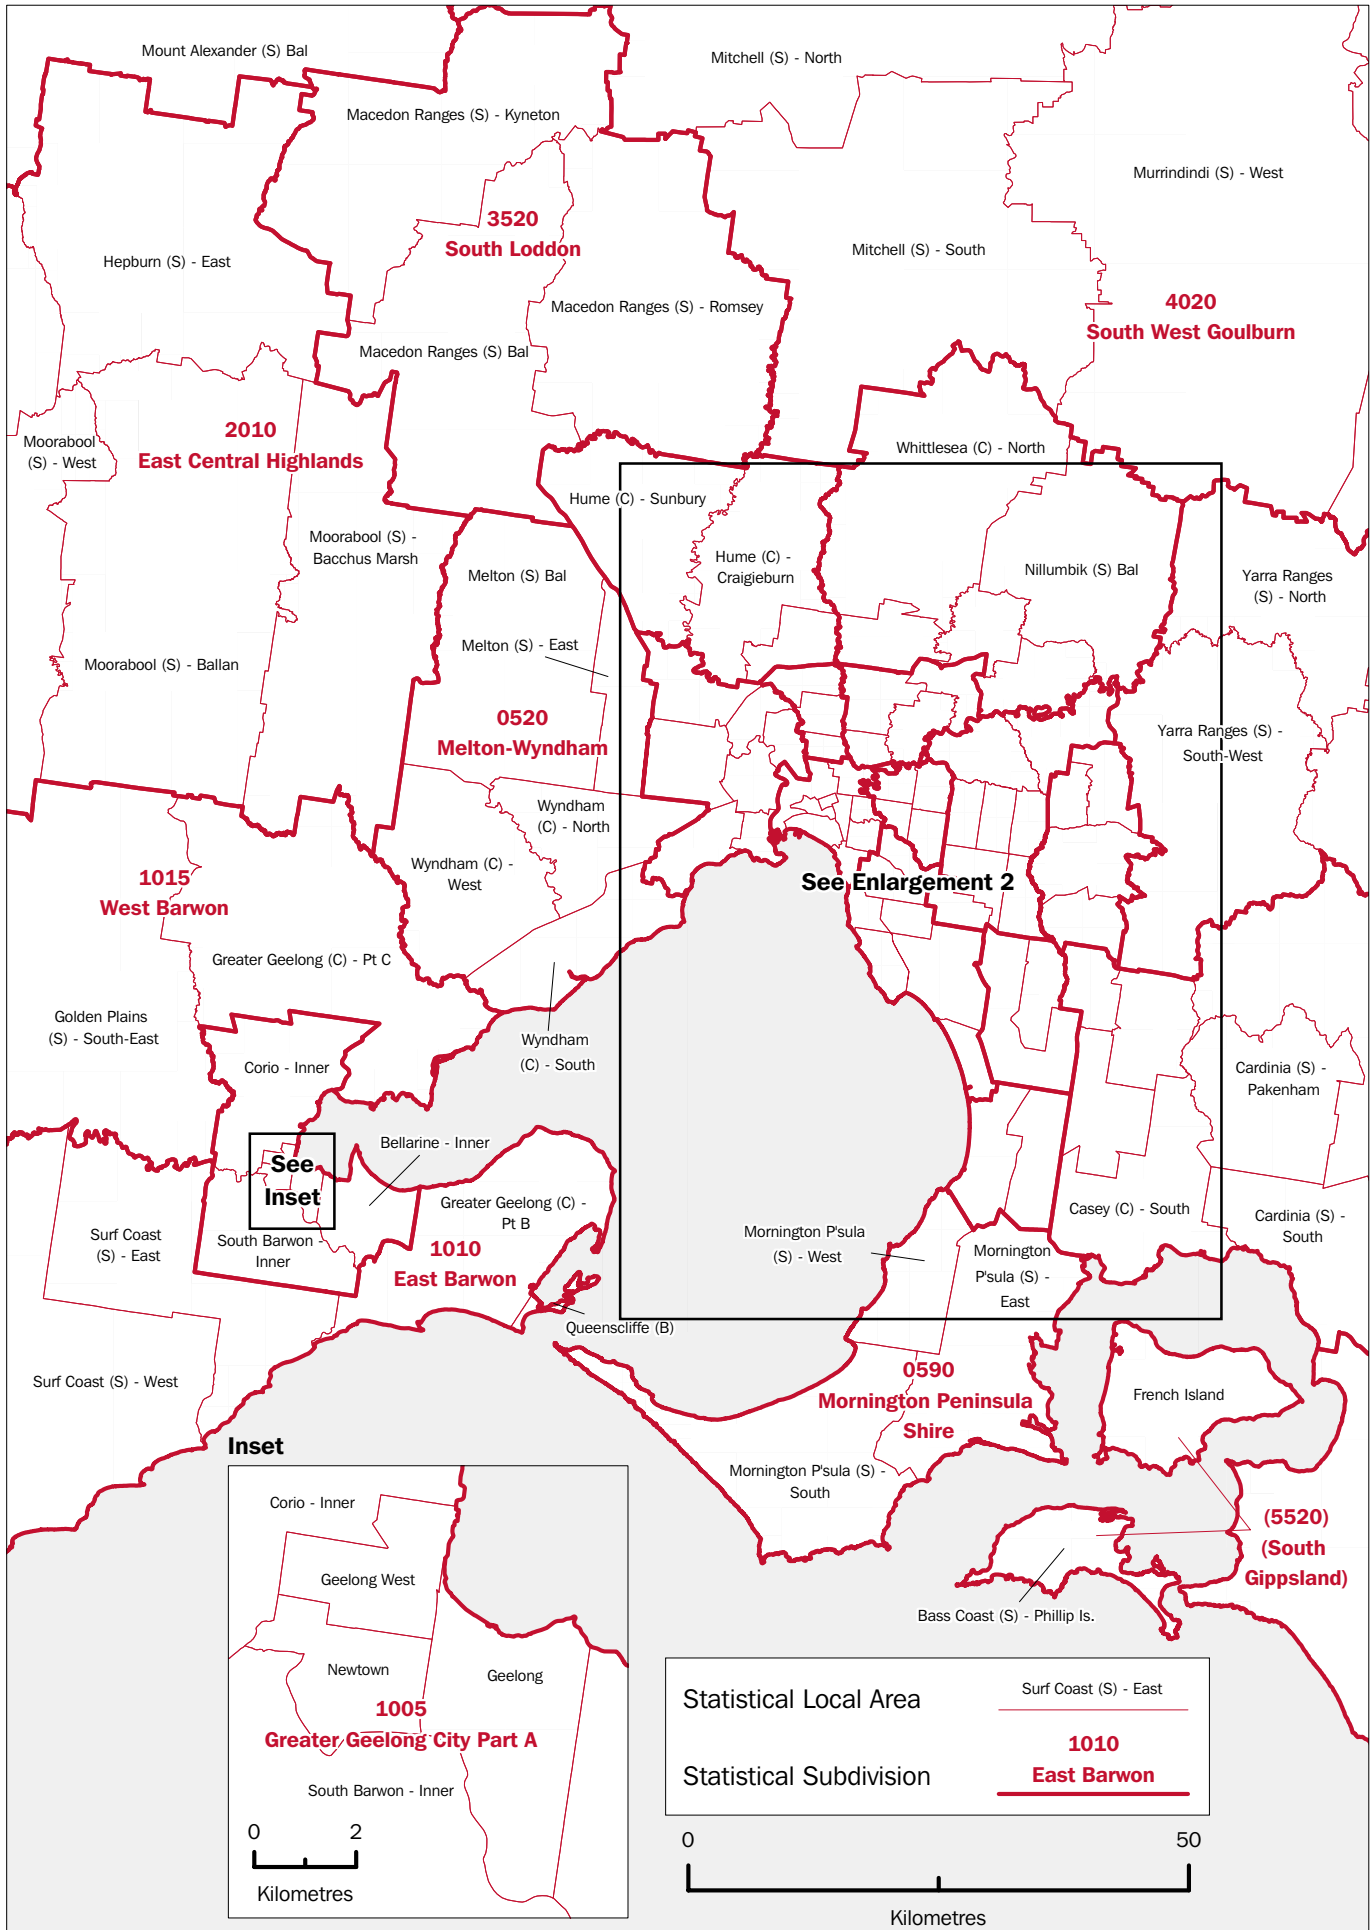 Mount Alexander (S) Bal
Mitchell (S) - North
Macedon Ranges (S) - Kyneton
Murrindindi (S) - West
3520
South Loddon
Mitchell (S) - South
Hepburn (S) - East
Macedon Ranges (S) - Romsey
4020
South West Goulburn
Macedon Ranges (S) Bal
2010
East Central Highlands
Moorabool
(S) - West
Whittlesea (C) - North
Hume (C) - Sunbury
Moorabool (S) -
Bacchus Marsh
Hume (C) -
Craigieburn
Melton (S) Bal
Nillumbik (S) Bal
Yarra Ranges
(S) - North
Melton (S) - East
Moorabool (S) - Ballan
0520
Melton-Wyndham
Yarra Ranges (S) -
South-West
Wyndham
(C) - North
Wyndham (C) -
West
See Enlargement 2
1015
West Barwon
Greater Geelong (C) - Pt C
Golden Plains
(S) - South-East
Wyndham
(C) - South
Corio - Inner
Cardinia (S) -
Pakenham
Bellarine - Inner
See
Inset
Greater Geelong (C) -
Pt B
Casey (C) - South
Cardinia (S) -
South
Surf Coast
(S) - East
South Barwon -
Inner
1010
East Barwon
Mornington P'sula
(S) - West
Mornington
P'sula (S) -
East
Queenscliffe (B)
Surf Coast (S) - West
0590
Mornington Peninsula
Shire
French Island
Inset
Mornington P'sula (S) -
South
(5520)
(South
Gippsland)
Bass Coast (S) - Phillip Is.
Corio - Inner
Geelong West
Newtown
Geelong
1005
Greater Geelong City Part A
South Barwon - Inner
0 2
Kilometres
Statistical Local Area
Surf Coast (S) - East
Statistical Subdivision
1010
East Barwon
0 50
Kilometres